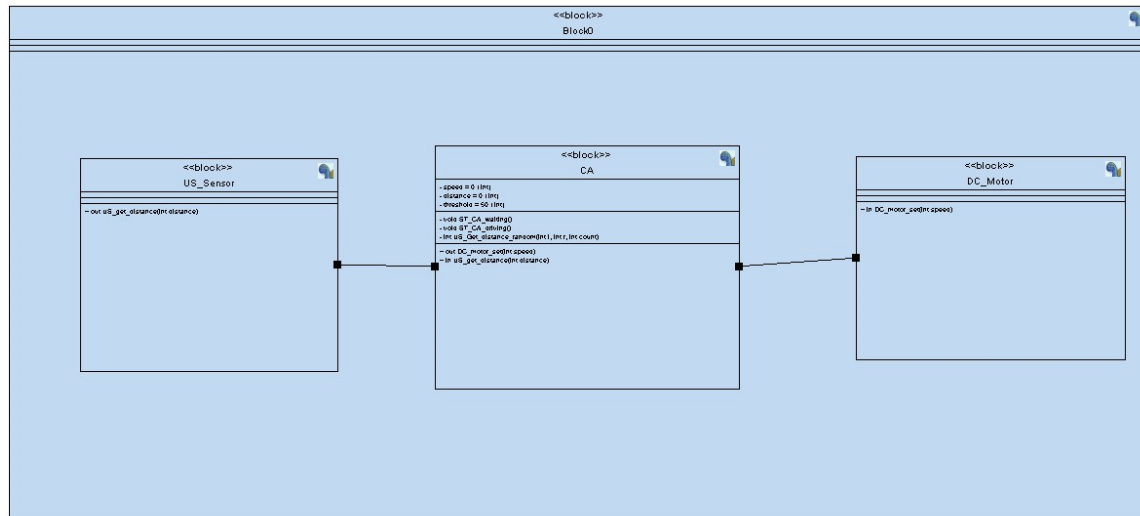 <<block>>
Block0
<<block>>
US_Sensor
~ out US_get_distance(int distance)
<<block>>
CA
- speed = 0 : int;
- distance = 0 : int;
- threshold = 50 : int;
- void ST_CA_waiting()
- void ST_CA_driving()
- int US_Get_distance_random(int l, int r, int count)
~ out DC_motor_set(int speed)
~ in US_get_distance(int distance)
<<block>>
DC_Motor
~ in DC_motor_set(int speed)